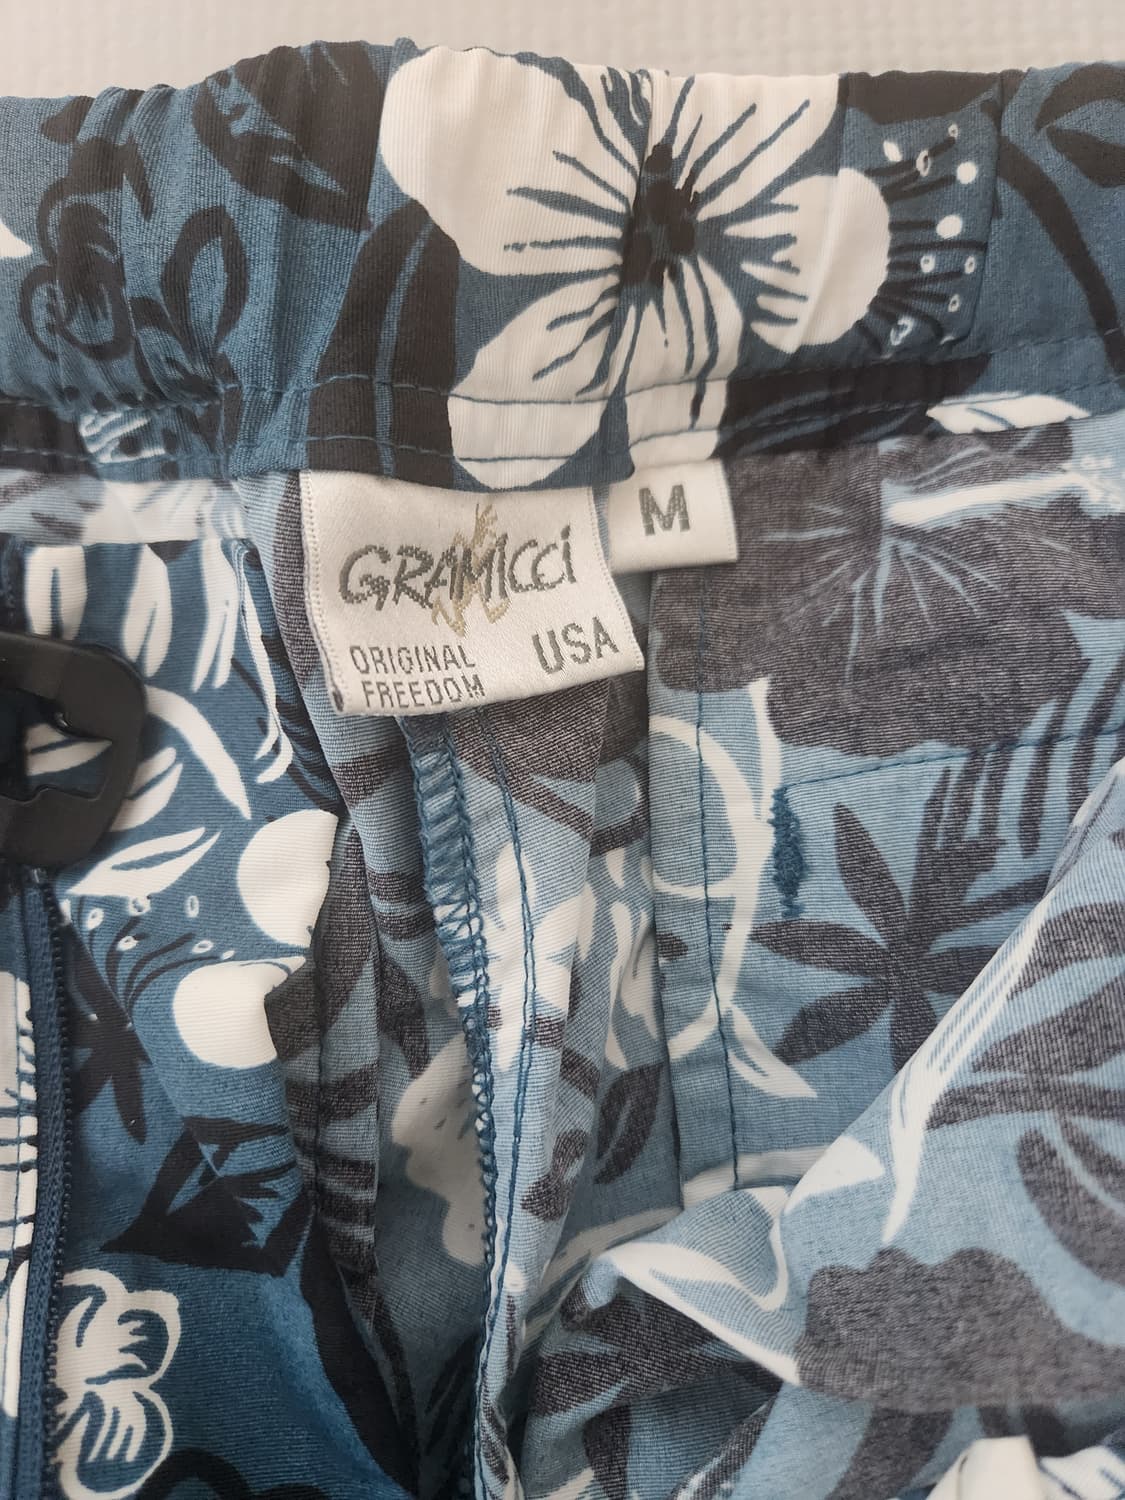 GRAMiCCi
ORIGINAL
FREEDOM
USA
M